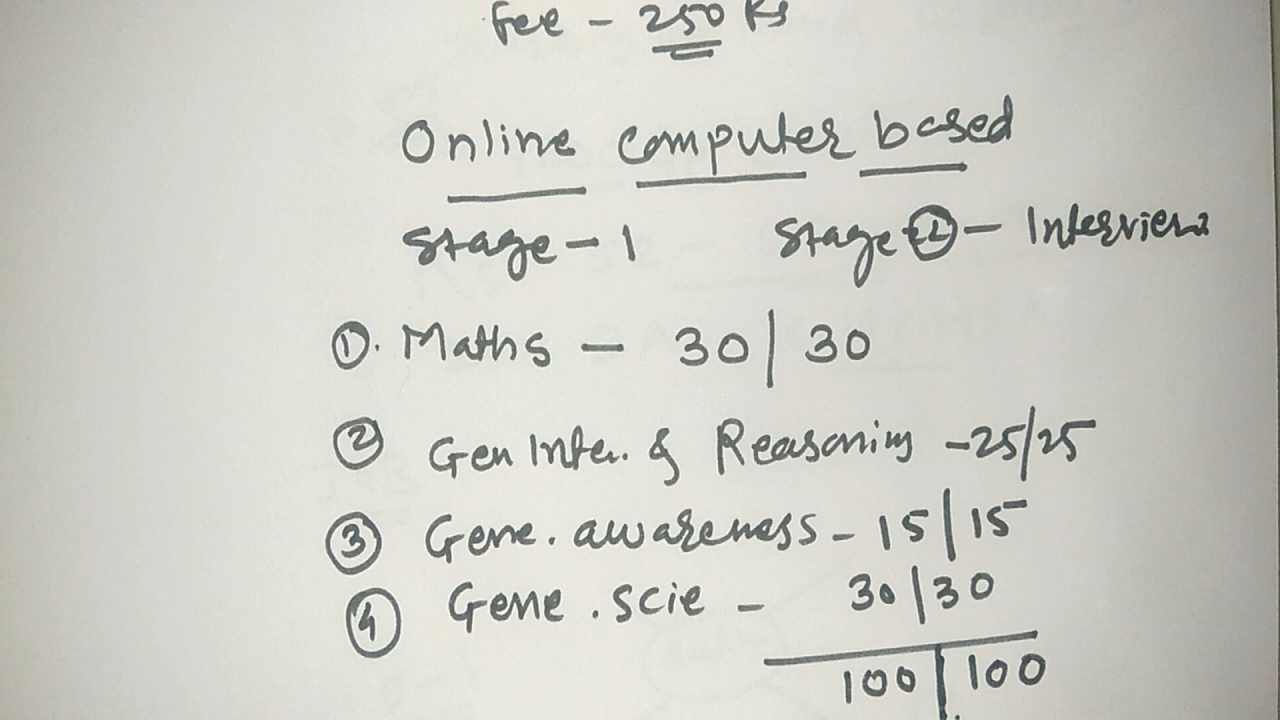 Fee - 250 Rs
Online computer based
Stage - 1 Stage 2 - Interview
① Maths - 30 | 30
② Gen Inte. & Reasoning - 25/25
③ Gene. awareness - 15 | 15
④ Gene. scie - 30 | 30
100 | 100